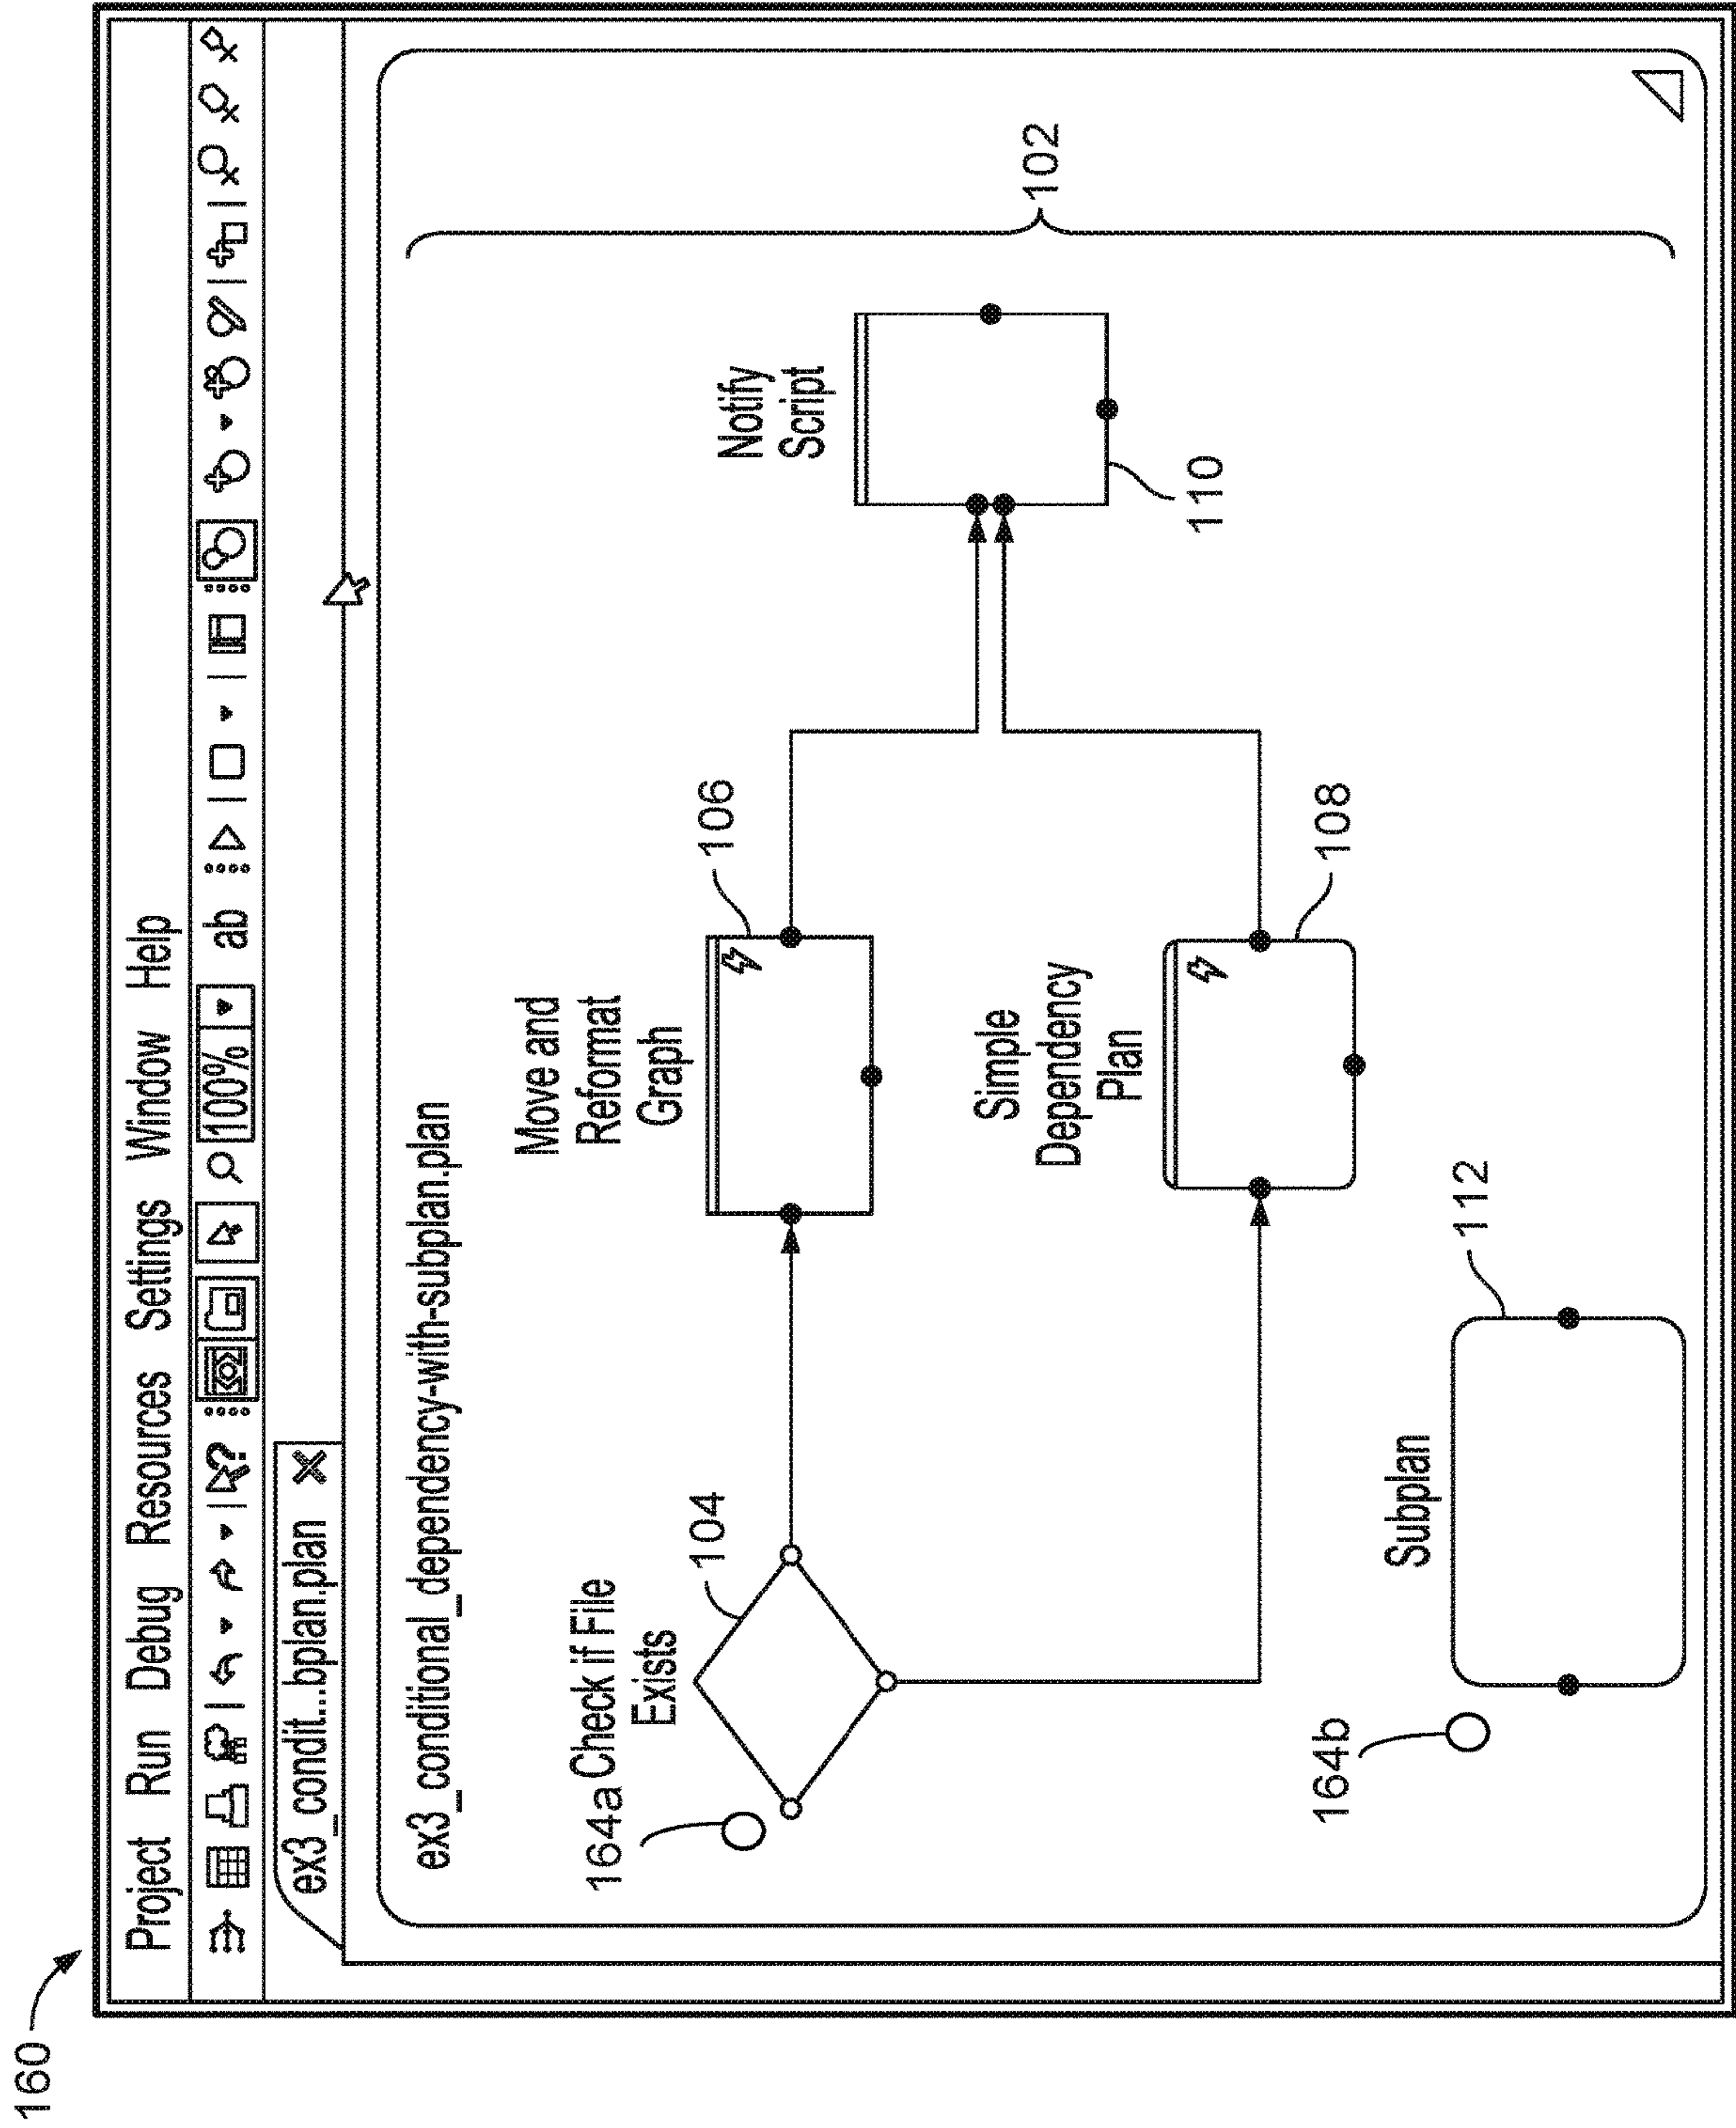 160
Project Run Debug Resources Settings Window Help
100% ab
ex3_condit...bplan.plan X
ex3_conditional_dependency-with-subplan.plan
102
164a
Check if File
Exists
104
Move and
Reformat
Graph
106
Notify
Script
110
Simple
Dependency
Plan
108
164b
Subplan
112